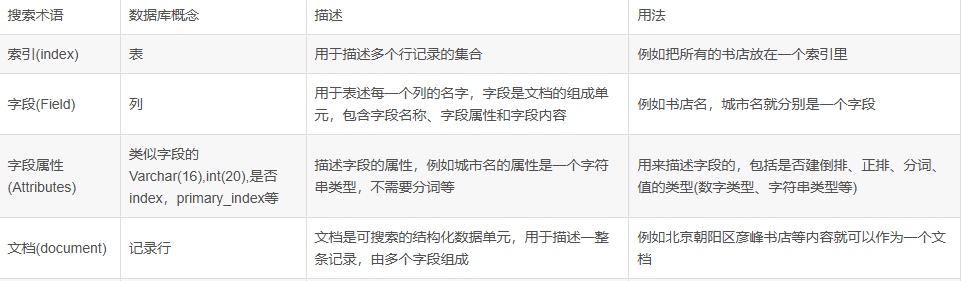 搜索术语
数据库概念
描述
用法
索引(index)
表
用于描述多个行记录的集合
例如把所有的书店放在一个索引里
字段(Field)
列
用于表述每一个列的名字，字段是文档的组成单
元，包含字段名称、字段属性和字段内容
例如书店名，城市名就分别是一个字段
字段属性
(Attributes)
类似字段的
Varchar(16),int(20),是否
index，primary_index等
描述字段的属性，例如城市名的属性是一个字符
串类型，不需要分词等
用来描述字段的，包括是否建倒排、正排、分词、
值的类型(数字类型、字符串类型等)
文档(document)
记录行
文档是可搜索的结构化数据单元，用于描述一整
条记录，由多个字段组成
例如北京朝阳区彦峰书店等内容就可以作为一个文
档